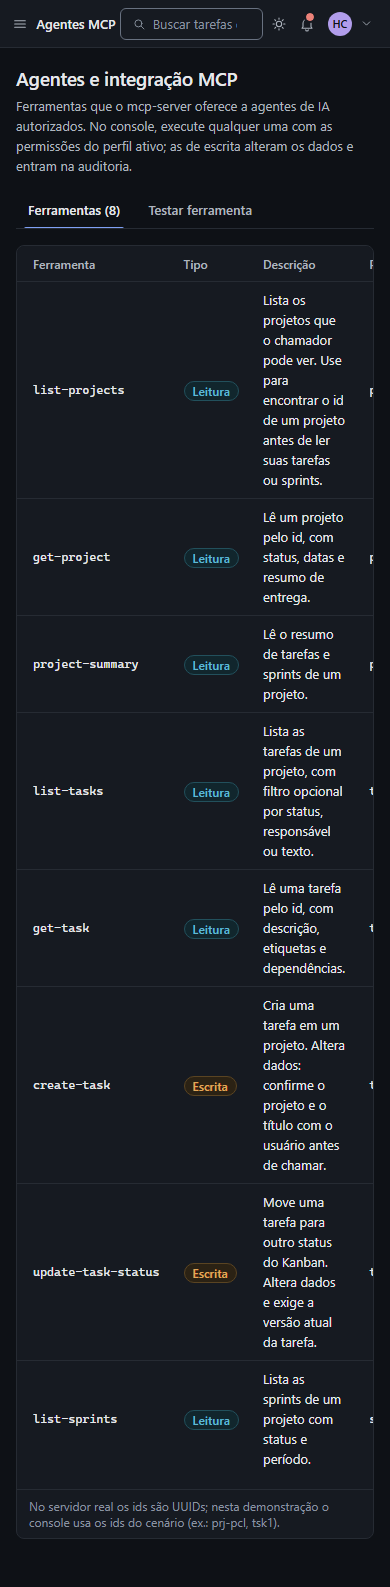 Agentes MCP
Buscar tarefas
HC
Agentes e integração MCP
Ferramentas que o mcp-server oferece a agentes de IA
autorizados. No console, execute qualquer uma com as
permissões do perfil ativo; as de escrita alteram os dados e
entram na auditoria.
Ferramentas (8)
Testar ferramenta
Ferramenta
Tipo
Descrição
list-projects
Leitura
Lista os
projetos que
o chamador
pode ver. Use
para
encontrar o id
de um projeto
antes de ler
suas tarefas
ou sprints.
get-project
Leitura
Lê um projeto
pelo id, com
status, datas e
resumo de
entrega.
project-summary
Leitura
Lê o resumo
de tarefas e
sprints de um
projeto.
list-tasks
Leitura
Lista as
tarefas de um
projeto, com
filtro opcional
por status,
responsável
ou texto.
get-task
Leitura
Lê uma tarefa
pelo id, com
descrição,
etiquetas e
dependências.
create-task
Escrita
Cria uma
tarefa em um
projeto. Altera
dados:
confirme o
projeto e o
título com o
usuário antes
de chamar.
update-task-status
Escrita
Move uma
tarefa para
outro status
do Kanban.
Altera dados
e exige a
versão atual
da tarefa.
list-sprints
Leitura
Lista as
sprints de um
projeto com
status e
período.
No servidor real os ids são UUIDs; nesta demonstração o
console usa os ids do cenário (ex.: prj-pcl, tsk1).